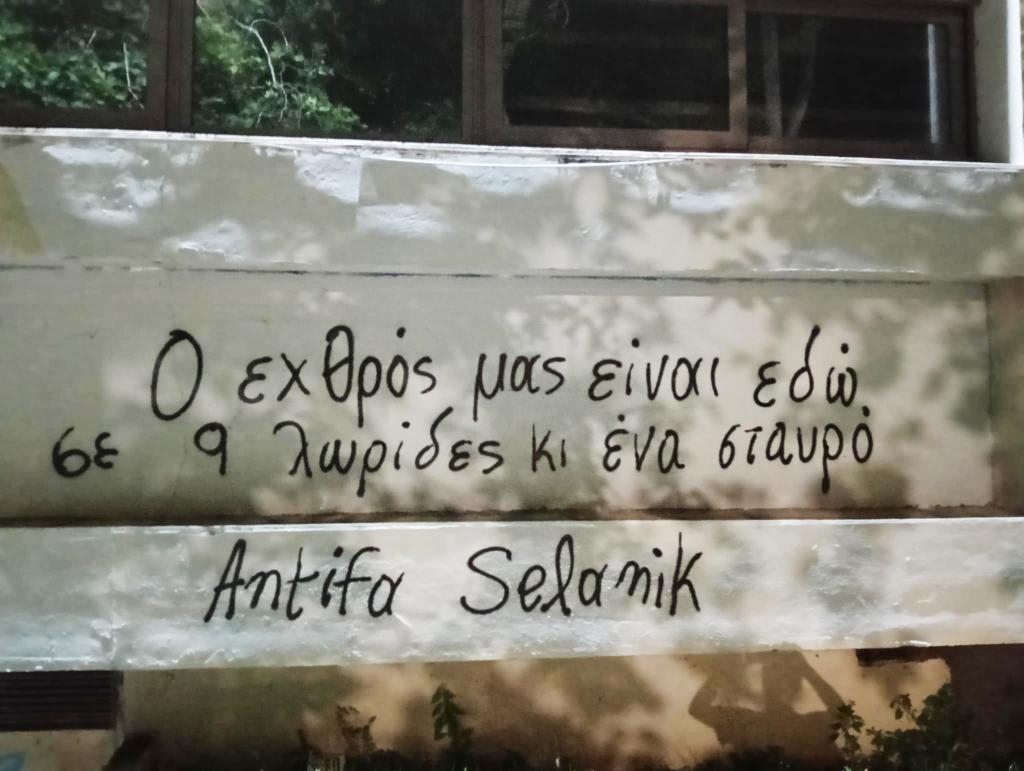 Ο εχθρός μας είναι εδώ
σε 9 λωρίδες κι ένα σταυρό
Antifa Selanik